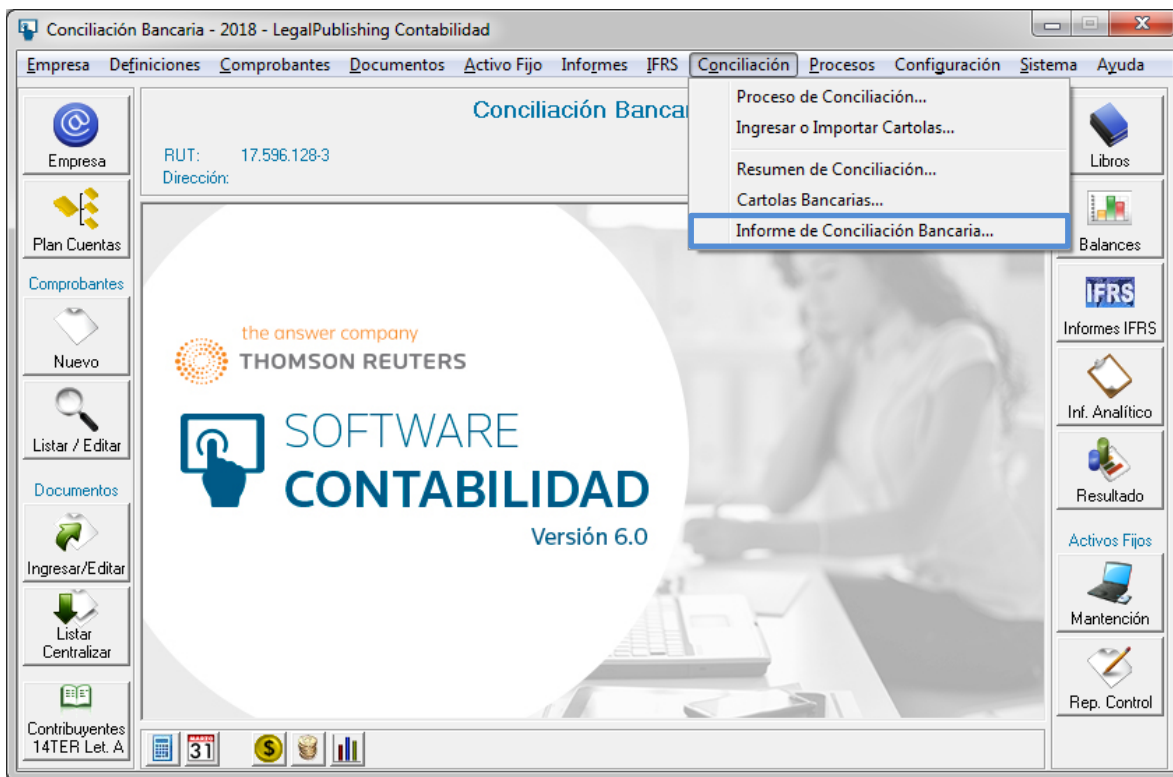 Conciliación Bancaria - 2018 - LegalPublishing Contabilidad
Empresa Definiciones Comprobantes Documentos Activo Fijo Informes IFRS Conciliación Procesos Configuración Sistema Ayuda
Proceso de Conciliación...
Ingresar o Importar Cartolas...
Resumen de Conciliación...
Cartolas Bancarias...
Informe de Conciliación Bancaria...
Empresa
Plan Cuentas
Comprobantes
Nuevo
Listar / Editar
Documentos
Ingresar/Editar
Listar
Centralizar
Contribuyentes
14TER Let. A
Conciliación Bancar
RUT: 17.596.128-3
Dirección:
the answer company
THOMSON REUTERS
SOFTWARE
CONTABILIDAD
Versión 6.0
MARZO
31
$
Libros
Balances
IFRS
Informes IFRS
Inf. Analítico
Resultado
Activos Fijos
Mantención
Rep. Control